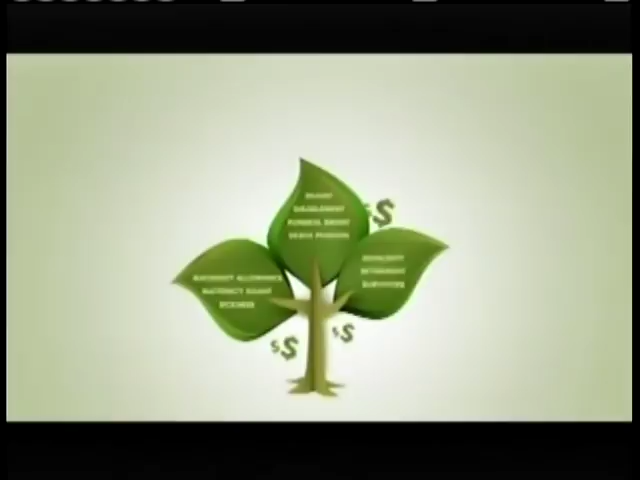 INJURY
DISABLEMENT
FUNERAL GRANT
DEATH PENSION
$
MATERNITY ALLOWANCE
MATERNITY GRANT
SICKNESS
INVALIDITY
RETIREMENT
SURVIVORS
$$
$$